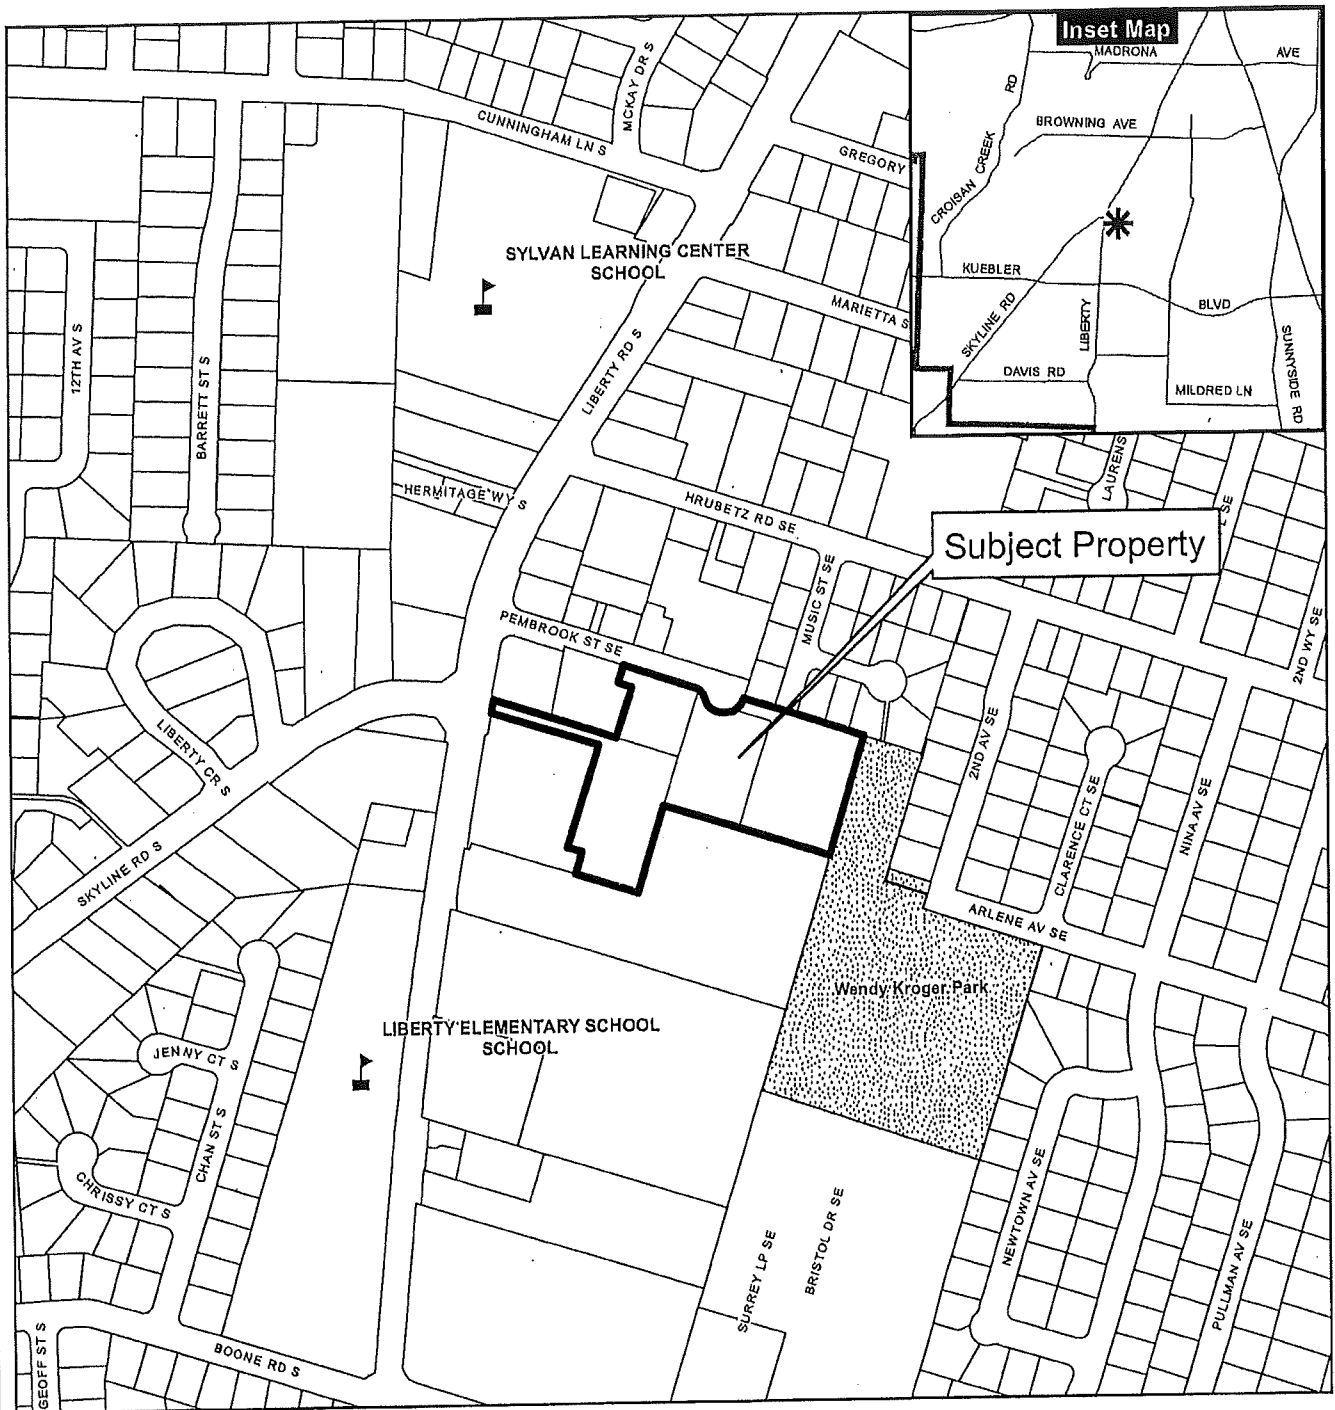 Inset Map
MADRONA AVE
BROWNING AVE
CROISAN CREEK RD
KUEBLER BLVD
SKYLINE RD
LIBERTY
DAVIS RD
MILDRED LN
SUNNYSIDE RD
MCKAY DR S
CUNNINGHAM LN S
GREGORY
SYLVAN LEARNING CENTER
SCHOOL
MARIETTA S
12TH AV S
BARRETT ST S
LIBERTY RD S
HERMITAGE WY S
HRUBETZ RD SE
LAURENS
L SE
Subject Property
MUSIC ST SE
PEMBROOK ST SE
2ND WY SE
LIBERTY CR S
2ND AV SE
CLARENCE CT SE
NINA AV SE
SKYLINE RD S
ARLENE AV SE
Wendy Kroger Park
LIBERTY ELEMENTARY SCHOOL
SCHOOL
JENNY CT S
CHAN ST S
CHRISSY CT S
NEWTOWN AV SE
BRISTOL DR SE
SURREY LP SE
PULLMAN AV SE
BOONE RD S
GEOFF ST S